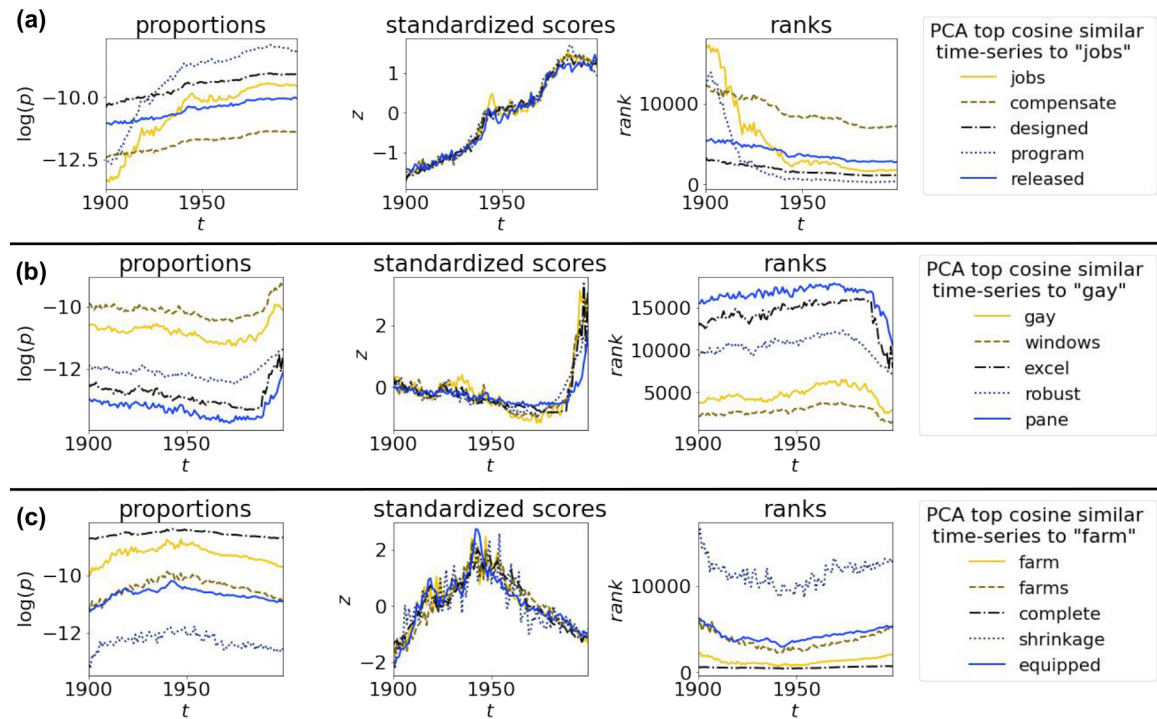 (a)
proportions
standardized scores
ranks
PCA top cosine similar
time-series to "jobs"
jobs
compensate
designed
program
released
log(p)
−10.0
−12.5
1900
1950
t
z
1
0
−1
1900
1950
t
rank
10000
0
1900
1950
t
(b)
proportions
standardized scores
ranks
PCA top cosine similar
time-series to "gay"
gay
windows
excel
robust
pane
log(p)
−10
−12
1900
1950
t
z
2
0
1900
1950
t
rank
15000
10000
5000
1900
1950
t
(c)
proportions
standardized scores
ranks
PCA top cosine similar
time-series to "farm"
farm
farms
complete
shrinkage
equipped
log(p)
−10
−12
1900
1950
t
z
2
0
−2
1900
1950
t
rank
10000
0
1900
1950
t